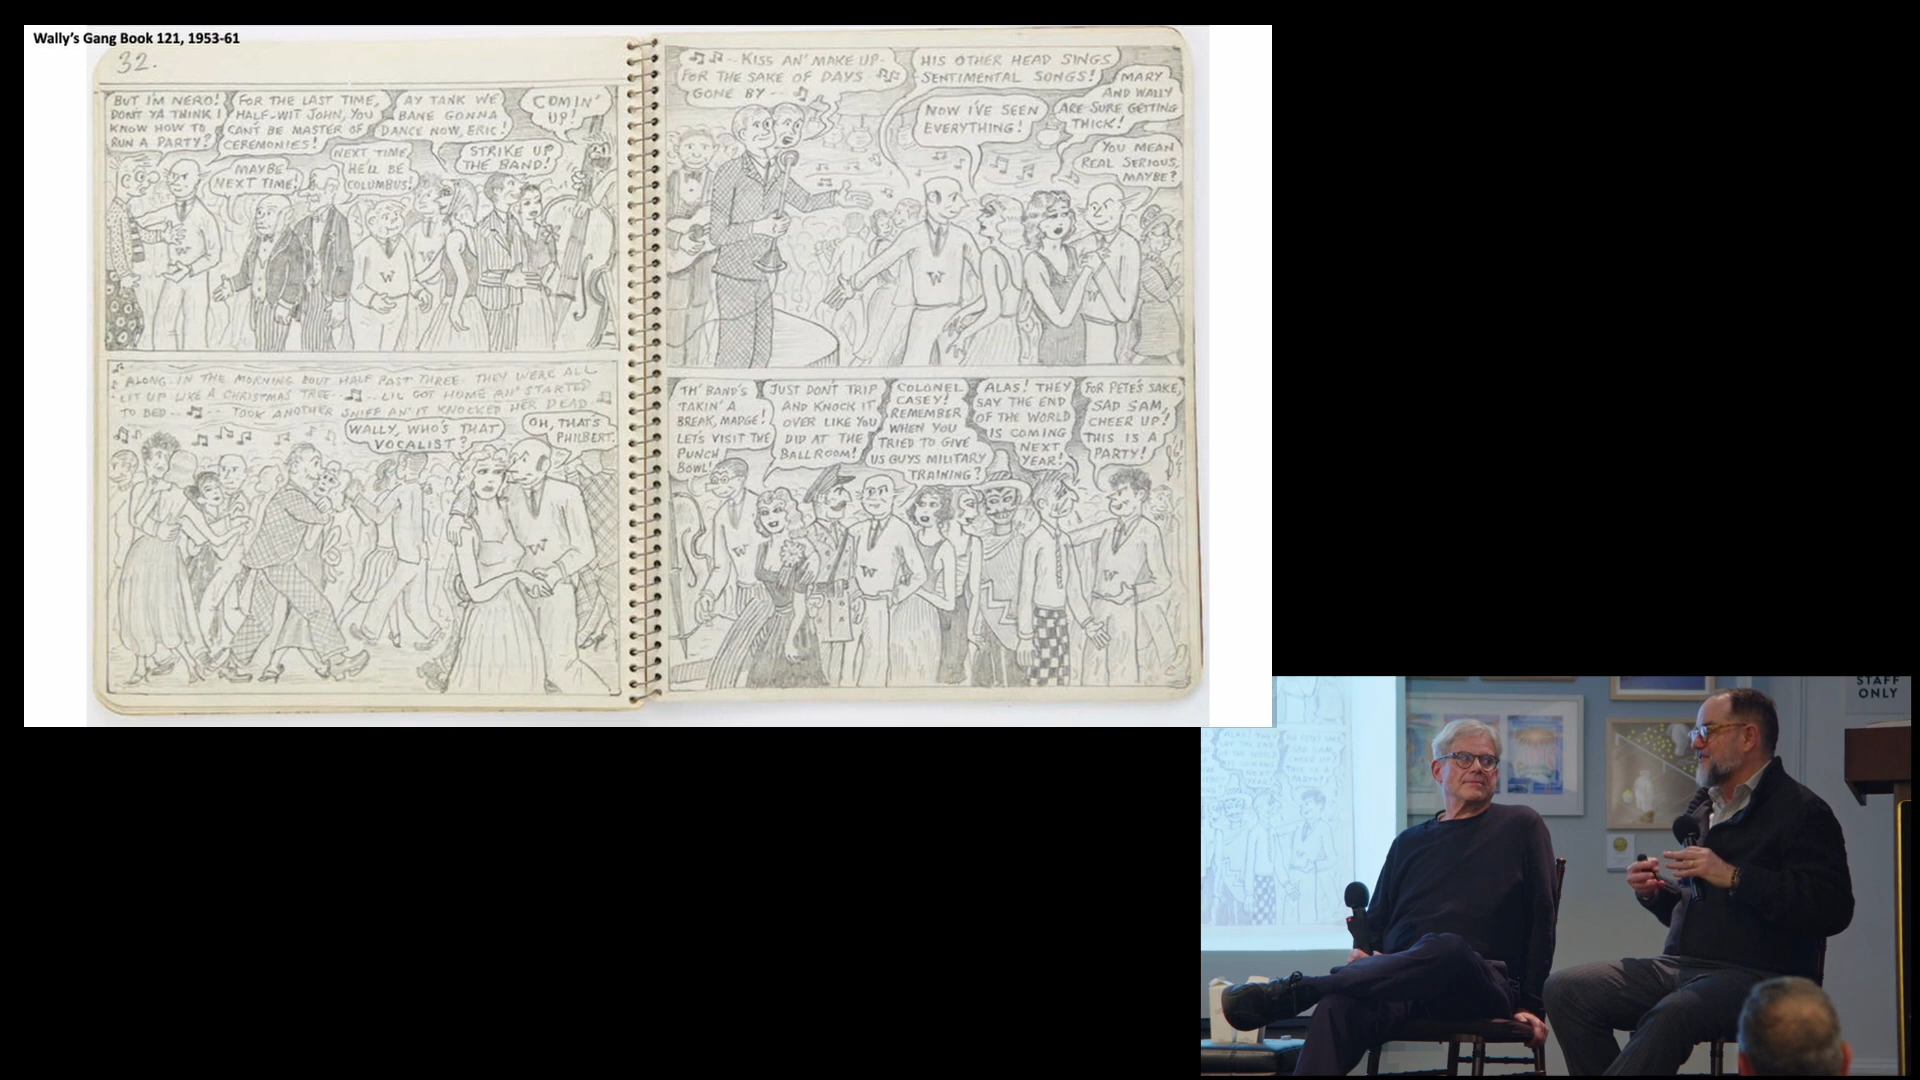 Wally's Gang Book 121, 1953-61
32.
BUT I'M NERO!
DON'T YA THINK I
KNOW HOW TO
RUN A PARTY?
FOR THE LAST TIME,
HALF-WIT JOHN, YOU
CAN'T BE MASTER OF
CEREMONIES!
MAYBE
NEXT TIME!
NEXT TIME
HE'LL BE
COLUMBUS!
AY TANK WE
BANE GONNA
DANCE NOW, ERIC!
STRIKE UP
THE BAND!
COMIN'
UP!
W
W
W
ALONG IN THE MORNING BOUT HALF PAST THREE. THEY WERE ALL
LIT UP LIKE A CHRISTMAS TREE
LIL GOT HOME AN' STARTED
TO BED
TOOK ANOTHER SNIFF AN' IT KNOCKED HER DEAD.
WALLY, WHO'S THAT
VOCALIST?
OH, THAT'S
PHILBERT.
W
KISS AN' MAKE UP
FOR THE SAKE OF DAYS
GONE BY
HIS OTHER HEAD SINGS
SENTIMENTAL SONGS!
NOW I'VE SEEN
EVERYTHING!
MARY
AND WALLY
ARE SURE GETTING
THICK!
YOU MEAN
REAL SERIOUS,
MAYBE?
W
W
TH' BAND'S
TAKIN' A
BREAK, MADGE!
LET'S VISIT THE
PUNCH
BOWL!
JUST DON'T TRIP
AND KNOCK IT
OVER LIKE YOU
DID AT THE
BALLROOM!
COLONEL
CASEY!
REMEMBER
WHEN YOU
TRIED TO GIVE
US GUYS MILITARY
TRAINING?
ALAS! THEY
SAY THE END
OF THE WORLD
IS COMING
NEXT
YEAR!
FOR PETE'S SAKE,
SAD SAM,
CHEER UP!
THIS IS A
PARTY!
W
W
W
STAFF
ONLY